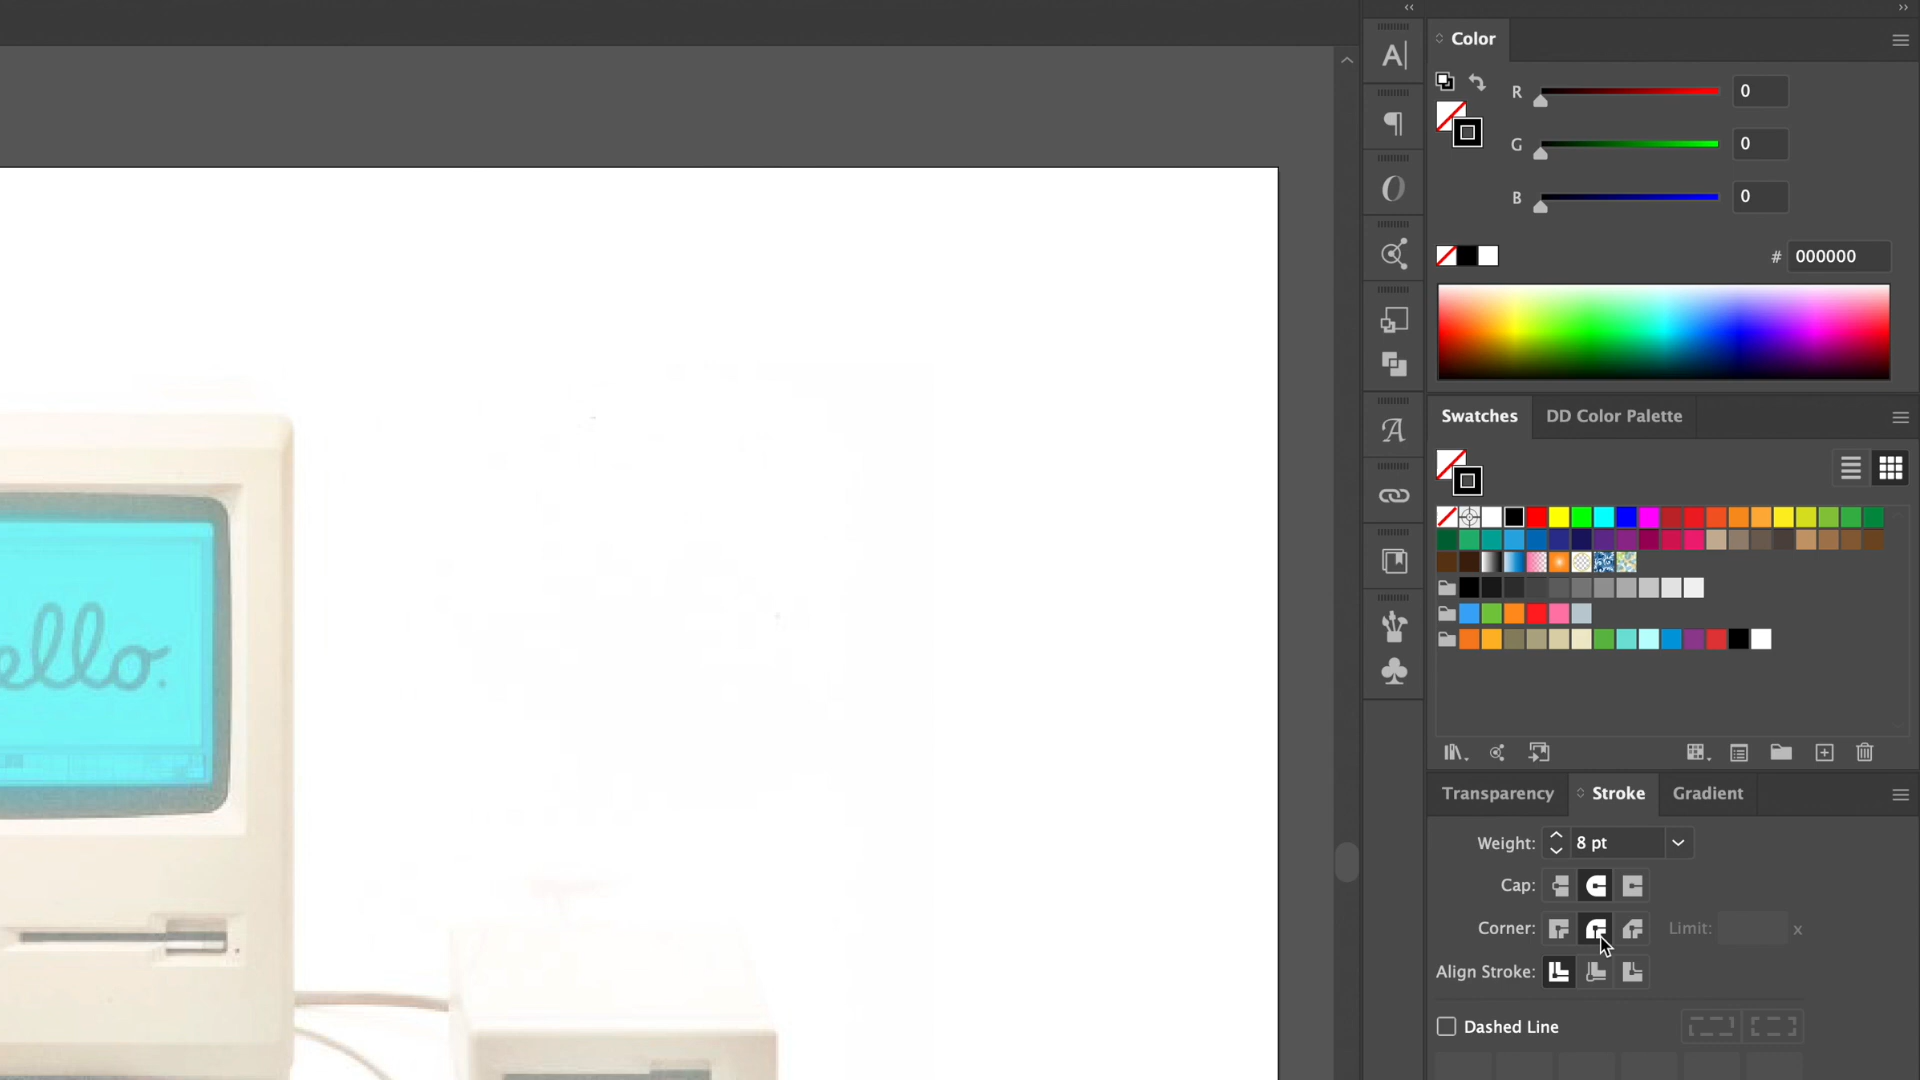 Color
R 0
G 0
B 0
# 000000
Swatches DD Color Palette
Transparency Stroke Gradient
Weight: 8 pt
Cap:
Corner: Limit: x
Align Stroke:
Dashed Line
ello.